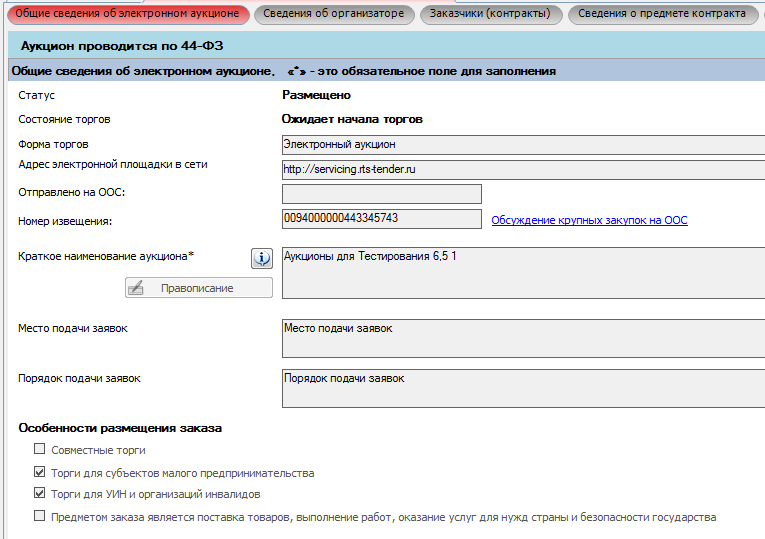 Общие сведения об электронном аукционе
Сведения об организаторе
Заказчики (контракты)
Сведения о предмете контракта
Аукцион проводится по 44-ФЗ
Общие сведения об электронном аукционе. «*» - это обязательное поле для заполнения
Статус Размещено
Состояние торгов Ожидает начала торгов
Форма торгов Электронный аукцион
Адрес электронной площадки в сети http://servicing.rts-tender.ru
Отправлено на ООС:
Номер извещения: 0094000000443345743 Обсуждение крупных закупок на ООС
Краткое наименование аукциона* Аукционы для Тестирования 6,5 1
Правописание
Место подачи заявок Место подачи заявок
Порядок подачи заявок Порядок подачи заявок
Особенности размещения заказа
Совместные торги
Торги для субъектов малого предпринимательства
Торги для УИН и организаций инвалидов
Предметом заказа является поставка товаров, выполнение работ, оказание услуг для нужд страны и безопасности государства